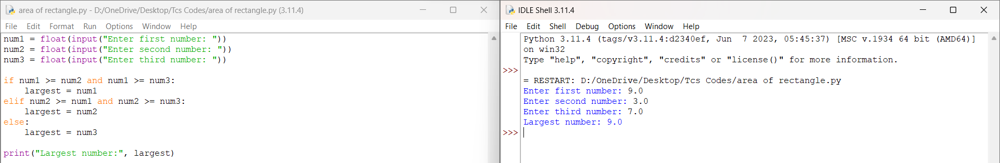 area of rectangle.py - D:/OneDrive/Desktop/Tcs Codes/area of rectangle.py (3.11.4)
File Edit Format Run Options Window Help
num1 = float(input("Enter first number: "))
num2 = float(input("Enter second number: "))
num3 = float(input("Enter third number: "))
if num1 >= num2 and num1 >= num3:
    largest = num1
elif num2 >= num1 and num2 >= num3:
    largest = num2
else:
    largest = num3
print("Largest number:", largest)
IDLE Shell 3.11.4
File Edit Shell Debug Options Window Help
Python 3.11.4 (tags/v3.11.4:d2340ef, Jun  7 2023, 05:45:37) [MSC v.1934 64 bit (AMD64)]
on win32
Type "help", "copyright", "credits" or "license()" for more information.
>>>
= RESTART: D:/OneDrive/Desktop/Tcs Codes/area of rectangle.py
Enter first number: 9.0
Enter second number: 3.0
Enter third number: 7.0
Largest number: 9.0
>>>